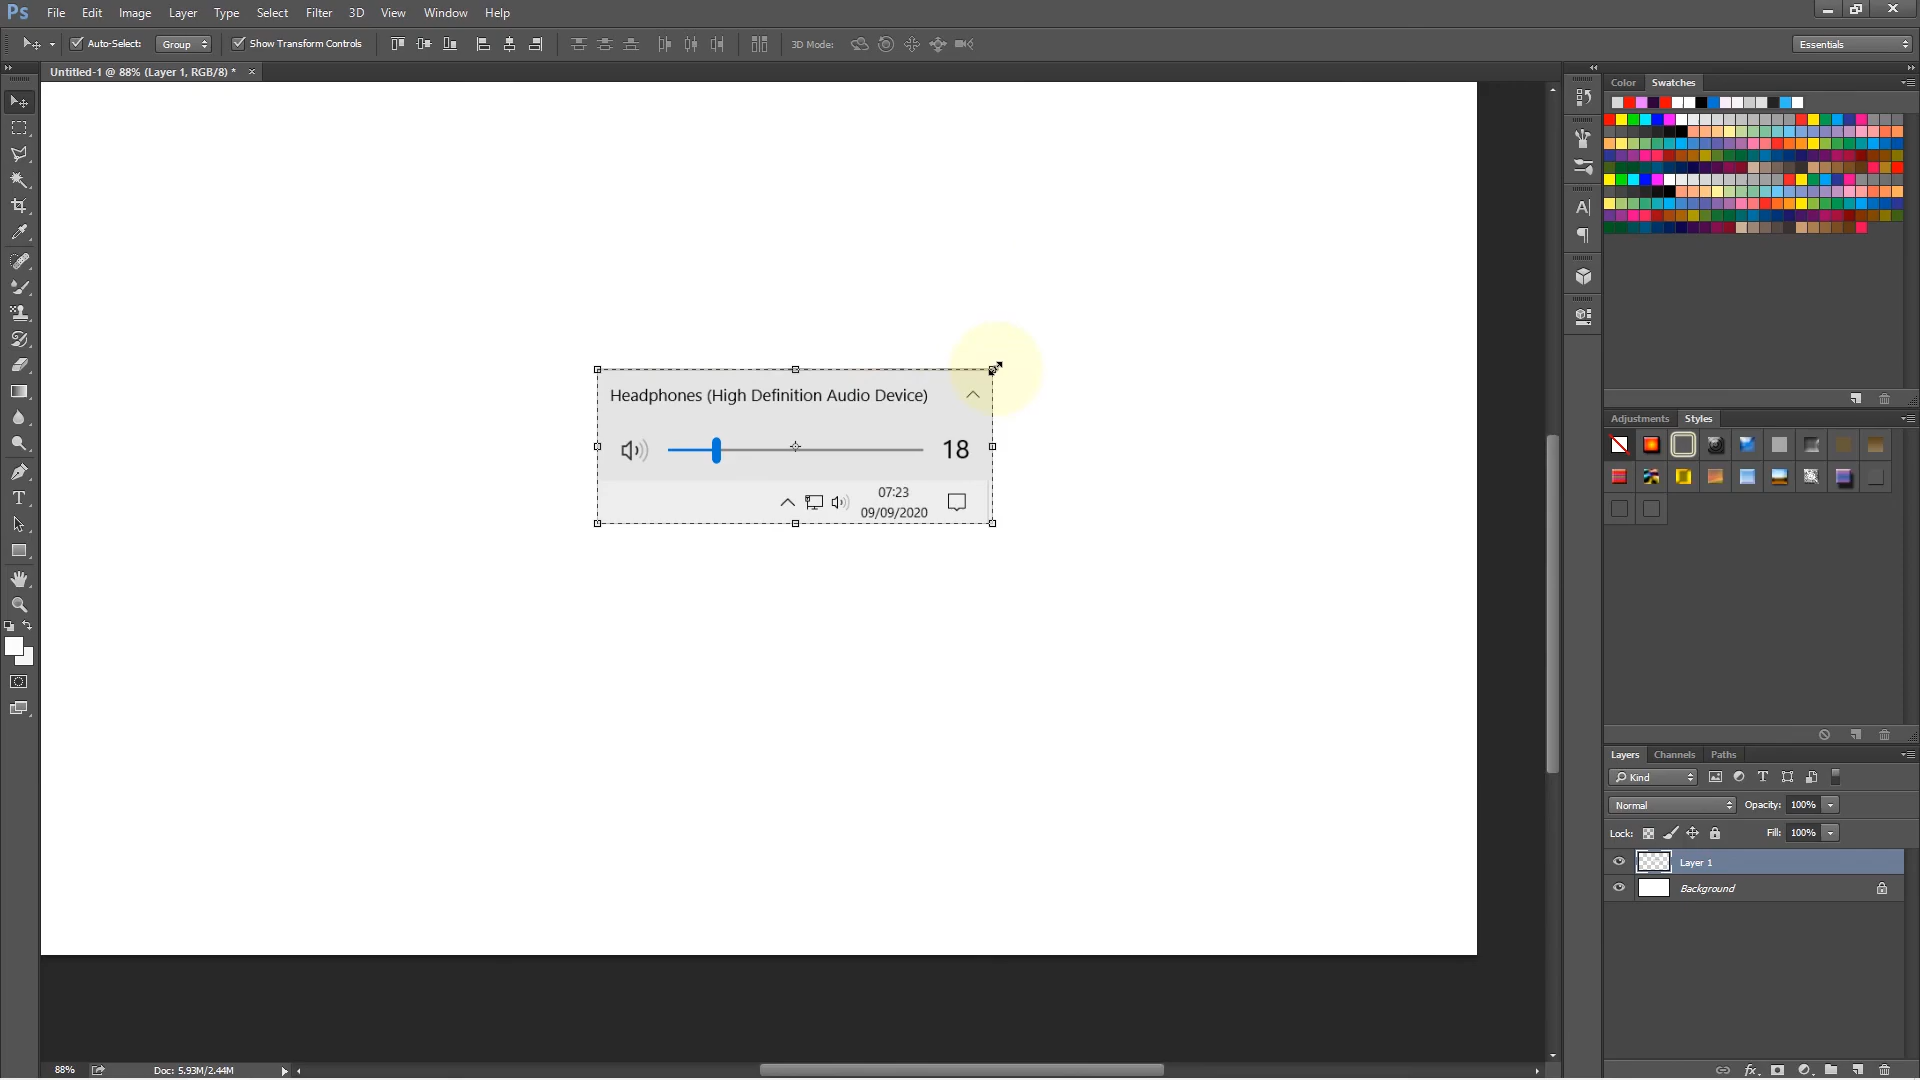 Ps File Edit Image Layer Type Select Filter 3D View Window Help
Auto-Select: Group Show Transform Controls 3D Mode: Essentials
Untitled-1 @ 88% (Layer 1, RGB/8) * ×
Color Swatches
Headphones (High Definition Audio Device)
18
07:23
09/09/2020
Adjustments Styles
Layers Channels Paths
Kind
Normal Opacity: 100%
Lock: Fill: 100%
Layer 1
Background
88% Doc: 5.93M/2.44M